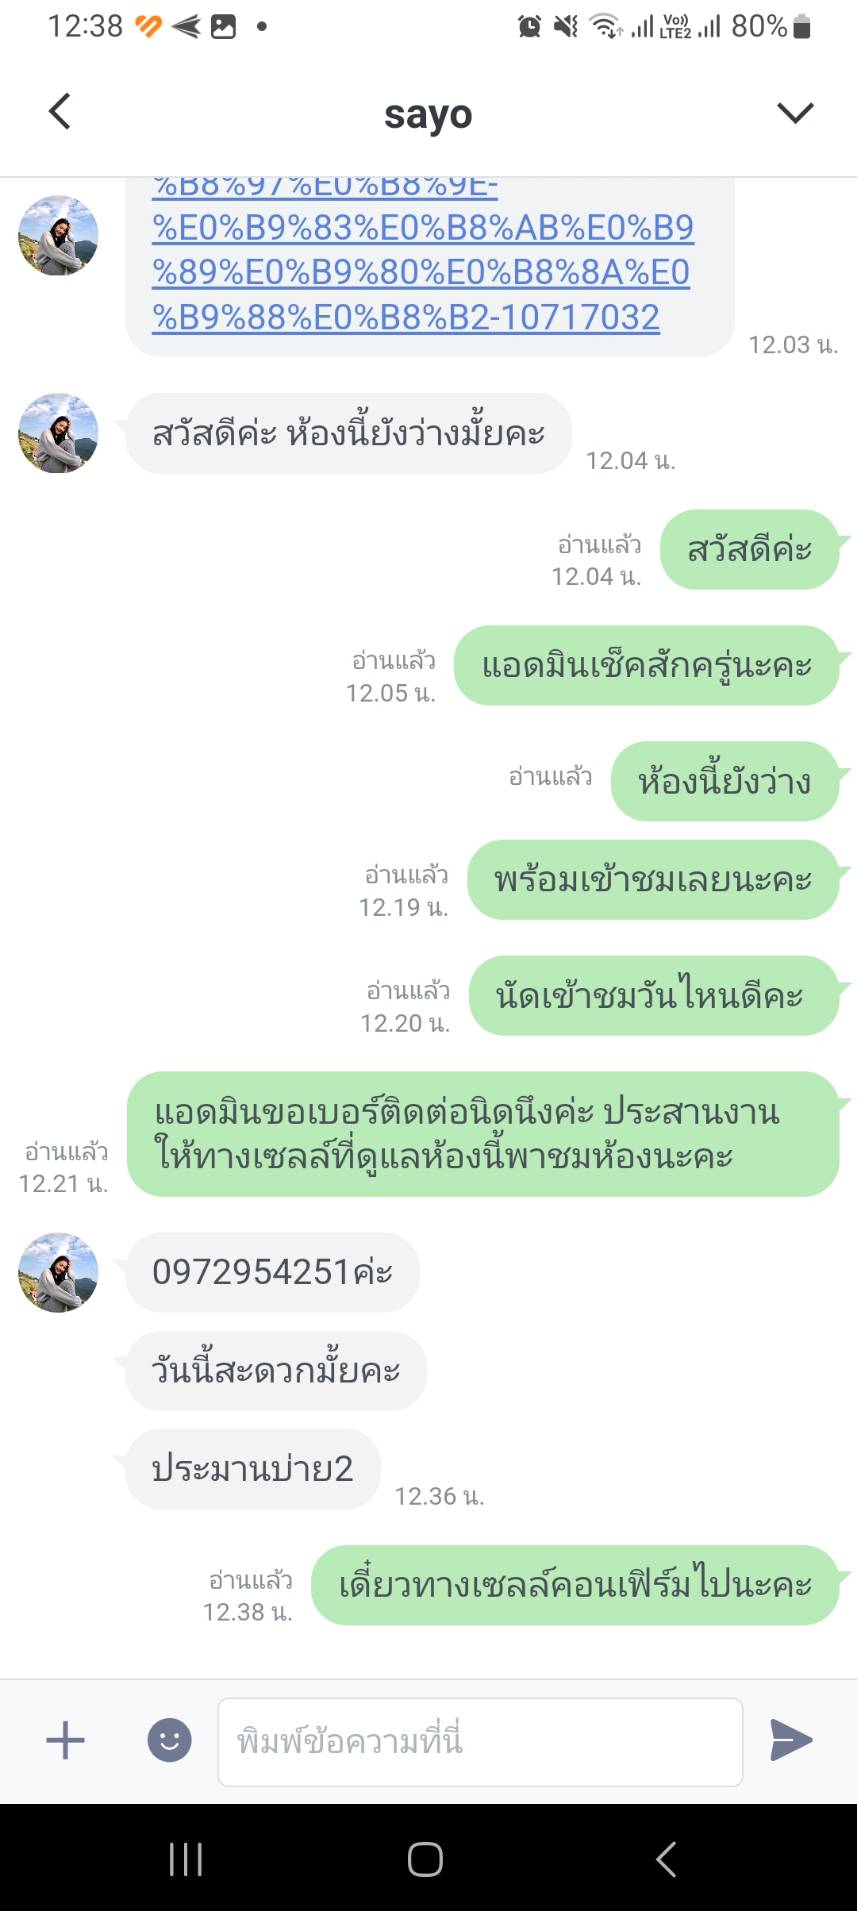 12:38
Vo))
LTE2
80%
sayo
%B8%97%E0%B8%9E-
%E0%B9%83%E0%B8%AB%E0%B9
%89%E0%B9%80%E0%B8%8A%E0
%B9%88%E0%B8%B2-10717032
12.03 น.
สวัสดีค่ะ ห้องนี้ยังว่างมั้ยคะ
12.04 น.
อ่านแล้ว
12.04 น.
สวัสดีค่ะ
อ่านแล้ว
12.05 น.
แอดมินเช็คสักครู่นะคะ
อ่านแล้ว
ห้องนี้ยังว่าง
อ่านแล้ว
12.19 น.
พร้อมเข้าชมเลยนะคะ
อ่านแล้ว
12.20 น.
นัดเข้าชมวันไหนดีคะ
แอดมินขอเบอร์ติดต่อนิดนึงค่ะ ประสานงาน
ให้ทางเซลล์ที่ดูแลห้องนี้พาชมห้องนะคะ
อ่านแล้ว
12.21 น.
0972954251ค่ะ
วันนี้สะดวกมั้ยคะ
ประมานบ่าย2
12.36 น.
อ่านแล้ว
12.38 น.
เดี๋ยวทางเซลล์คอนเฟิร์มไปนะคะ
พิมพ์ข้อความที่นี่